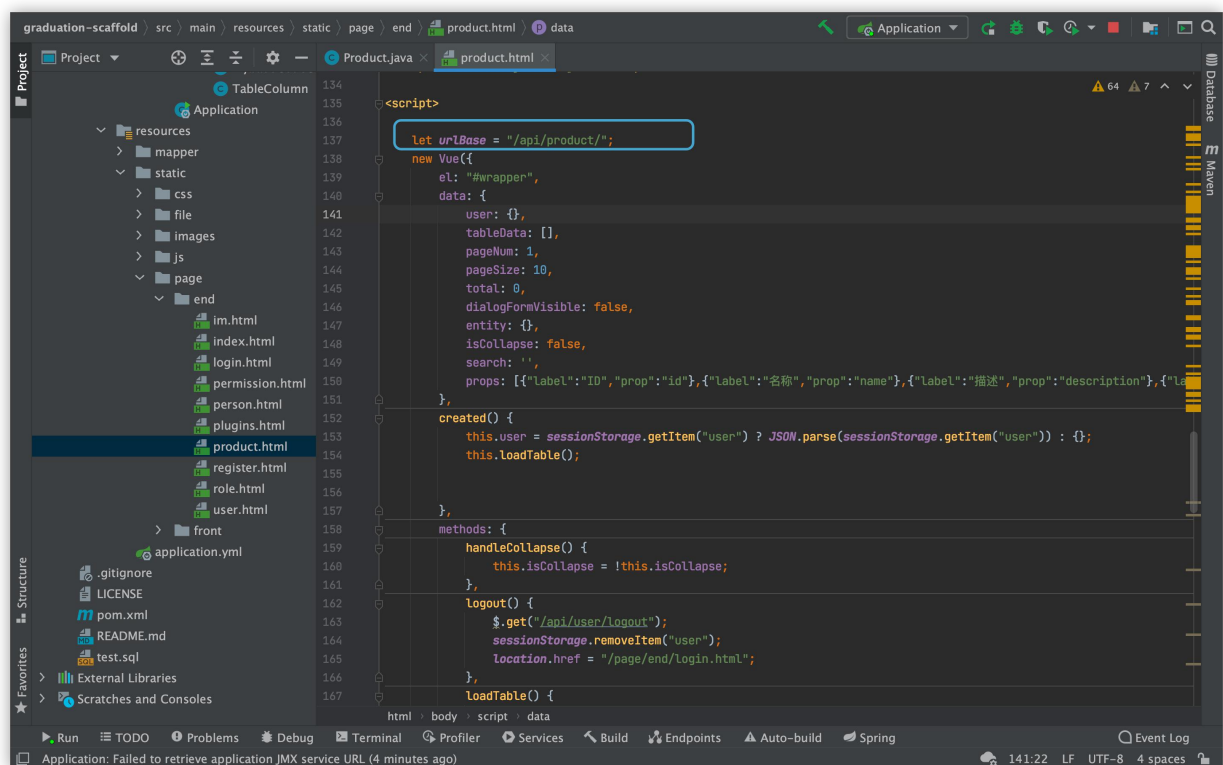 graduation-scaffold 〉 src 〉 main 〉 resources 〉 static 〉 page 〉 end 〉 product.html 〉 data
Application
Project
Product.java ×
product.html ×
Project
TableColumn
Application
resources
mapper
static
css
file
images
js
page
end
im.html
index.html
login.html
permission.html
person.html
plugins.html
product.html
register.html
role.html
user.html
front
application.yml
.gitignore
LICENSE
pom.xml
README.md
test.sql
External Libraries
Scratches and Consoles
64 7
134
135 <script>
136
137 let urlBase = "/api/product/";
138 new Vue({
139 el: "#wrapper",
140 data: {
141 user: {},
142 tableData: [],
143 pageNum: 1,
144 pageSize: 10,
145 total: 0,
146 dialogFormVisible: false,
147 entity: {},
148 isCollapse: false,
149 search: '',
150 props: [{"label":"ID","prop":"id"},{"label":"名称","prop":"name"},{"label":"描述","prop":"description"},{"la
151 },
152 created() {
153 this.user = sessionStorage.getItem("user") ? JSON.parse(sessionStorage.getItem("user")) : {};
154 this.loadTable();
155
156
157 },
158 methods: {
159 handleCollapse() {
160 this.isCollapse = !this.isCollapse;
161 },
162 logout() {
163 $.get("/api/user/logout");
164 sessionStorage.removeItem("user");
165 location.href = "/page/end/login.html";
166 },
167 loadTable() {
html 〉 body 〉 script 〉 data
Structure
Favorites
Database
Maven
Run TODO Problems Debug Terminal Profiler Services Build Endpoints Auto-build Spring Event Log
Application: Failed to retrieve application JMX service URL (4 minutes ago) 141:22 LF UTF-8 4 spaces